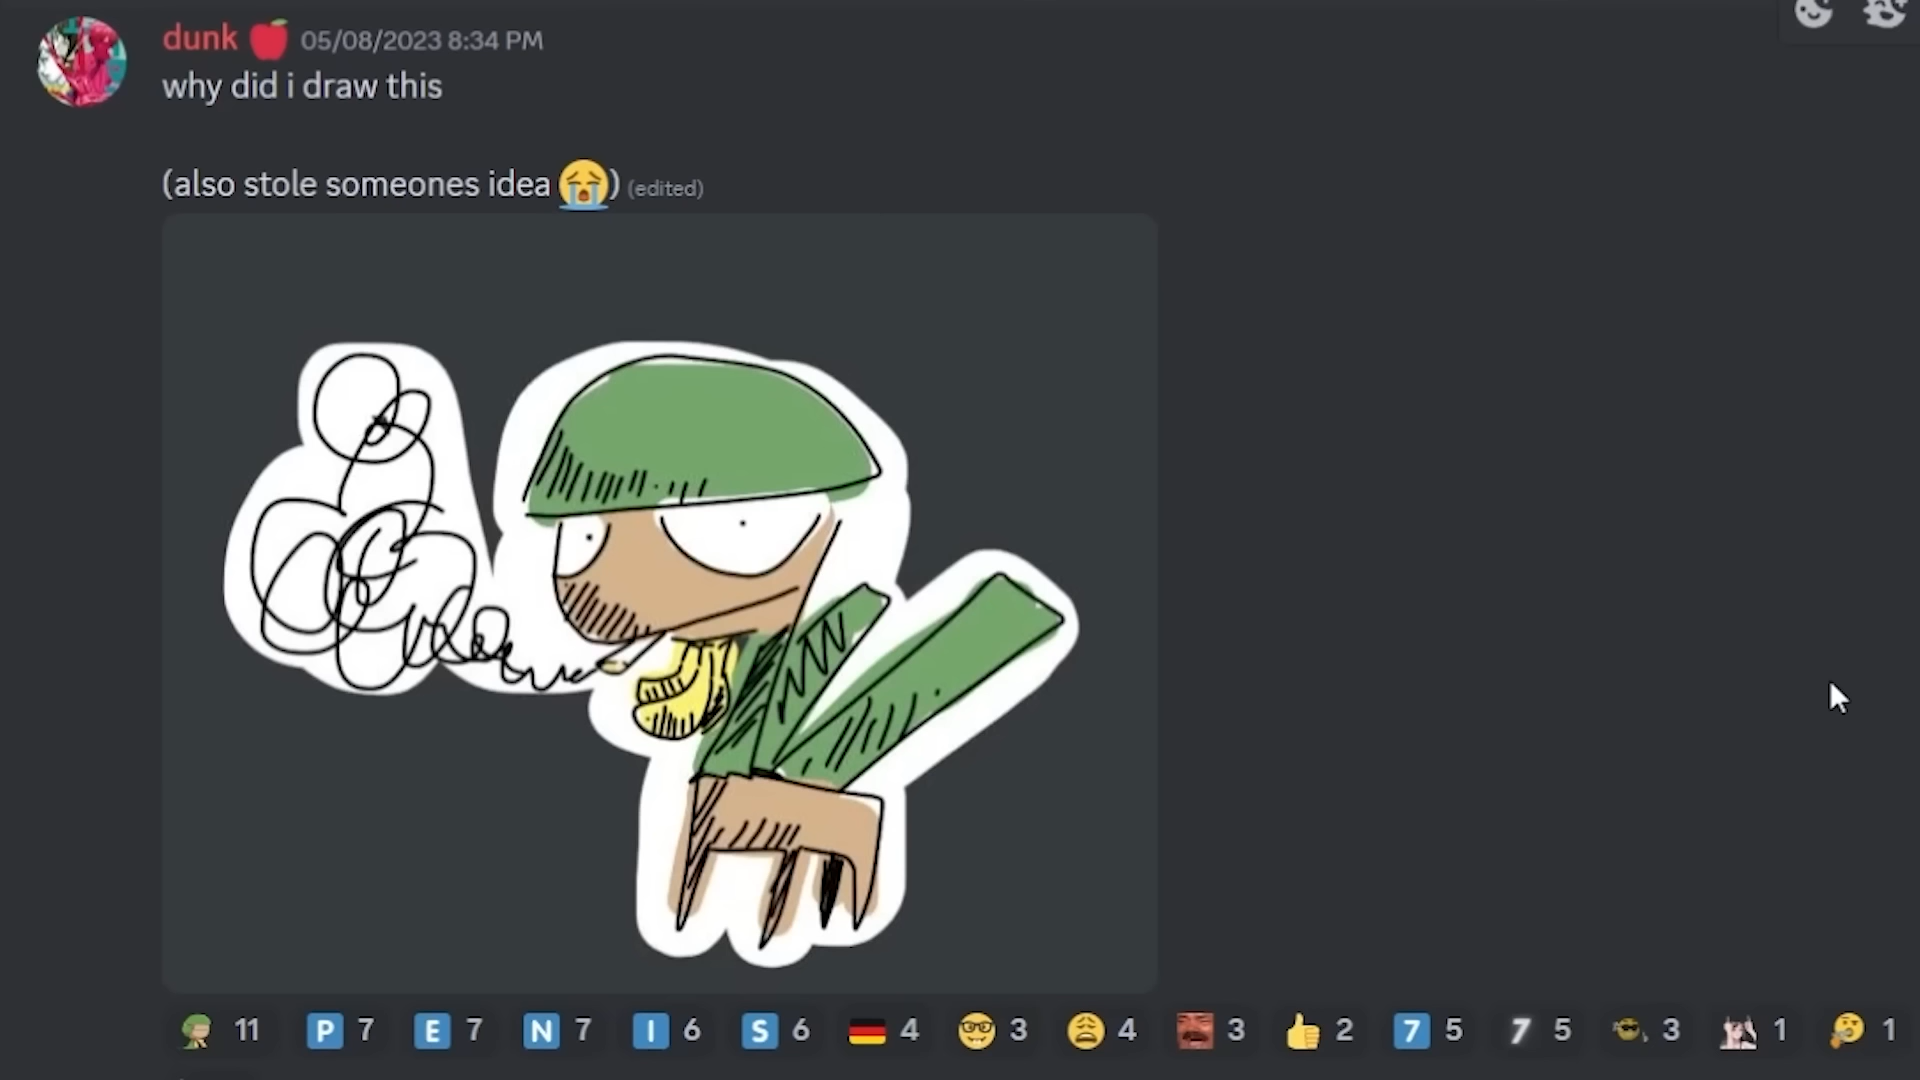 dunk 05/08/2023 8:34 PM
why did i draw this
(also stole someones idea 😭) (edited)
11 P 7 E 7 N 7 I 6 S 6 4 3 4 3 2 7 5 7 5 3 1 1